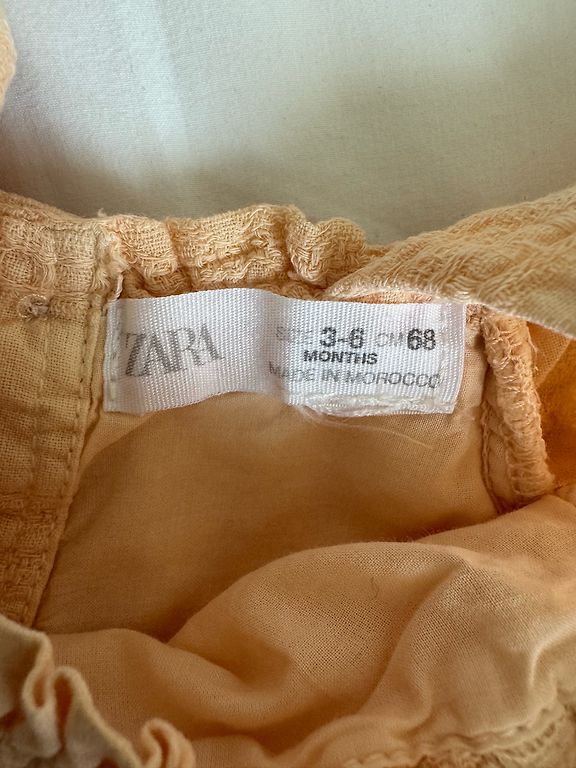 ZARA
SIZE 3-6 CM 68
MONTHS
MADE IN MOROCCO